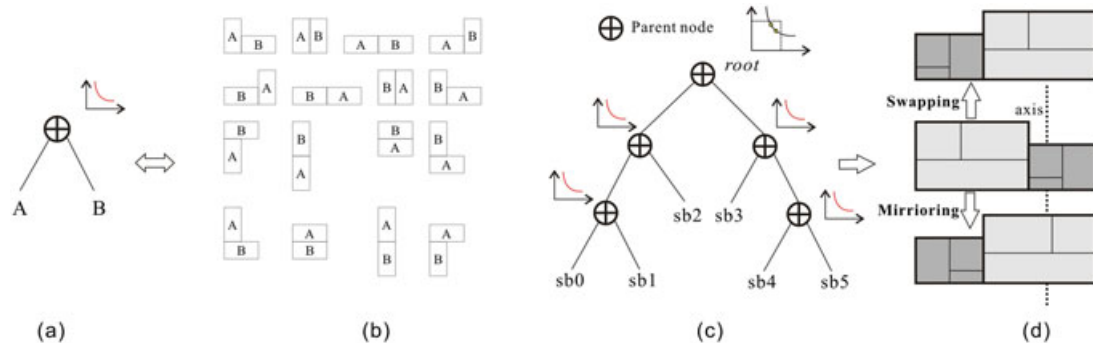 A B
(a)
A B A B A B A B
B A B A B A B A
B B B B
A A A A
A A A A
B B B B
(b)
Parent node
root
sb2 sb3
sb0 sb1 sb4 sb5
(c)
Swapping
axis
Mirrioring
(d)